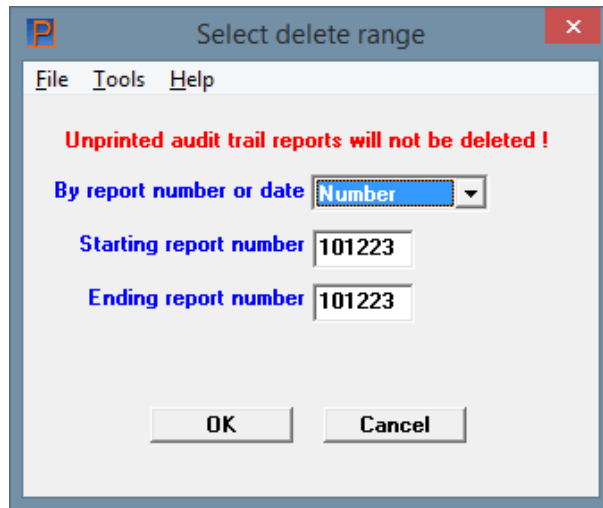 Select delete range
File Tools Help
Unprinted audit trail reports will not be deleted !
By report number or date Number
Starting report number 101223
Ending report number 101223
OK Cancel